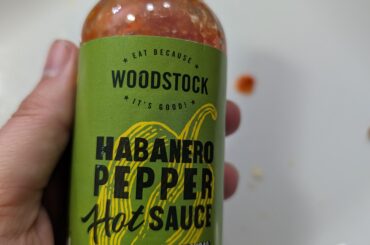 EAT BECAUSE
WOODSTOCK
IT'S GOOD!
HABANERO
PEPPER
Hot SAUCE